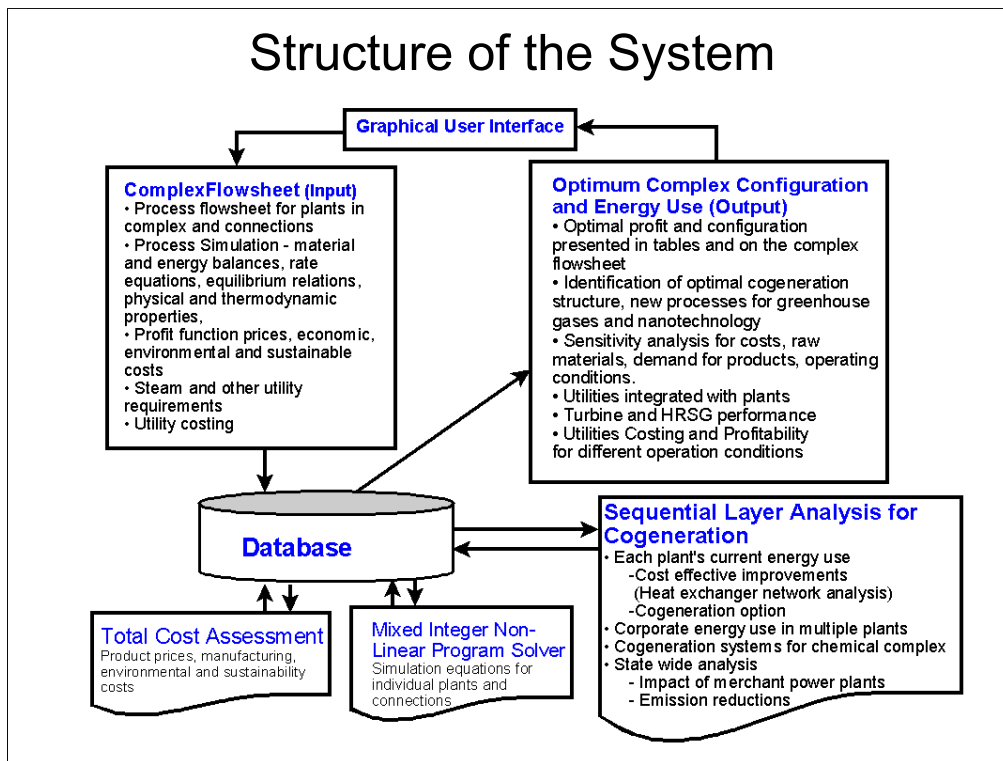 Structure of the System
Graphical User Interface
ComplexFlowsheet (Input)
• Process flowsheet for plants in
complex and connections
• Process Simulation - material
and energy balances, rate
equations, equilibrium relations,
physical and thermodynamic
properties,
• Profit function prices, economic,
environmental and sustainable
costs
• Steam and other utility
requirements
• Utility costing
Optimum Complex Configuration
and Energy Use (Output)
• Optimal profit and configuration
presented in tables and on the complex
flowsheet
• Identification of optimal cogeneration
structure, new processes for greenhouse
gases and nanotechnology
• Sensitivity analysis for costs, raw
materials, demand for products, operating
conditions.
• Utilities integrated with plants
• Turbine and HRSG performance
• Utilities Costing and Profitability
for different operation conditions
Database
Sequential Layer Analysis for
Cogeneration
• Each plant's current energy use
-Cost effective improvements
(Heat exchanger network analysis)
-Cogeneration option
• Corporate energy use in multiple plants
• Cogeneration systems for chemical complex
• State wide analysis
- Impact of merchant power plants
- Emission reductions
Total Cost Assessment
Product prices, manufacturing,
environmental and sustainability
costs
Mixed Integer Non-
Linear Program Solver
Simulation equations for
individual plants and
connections